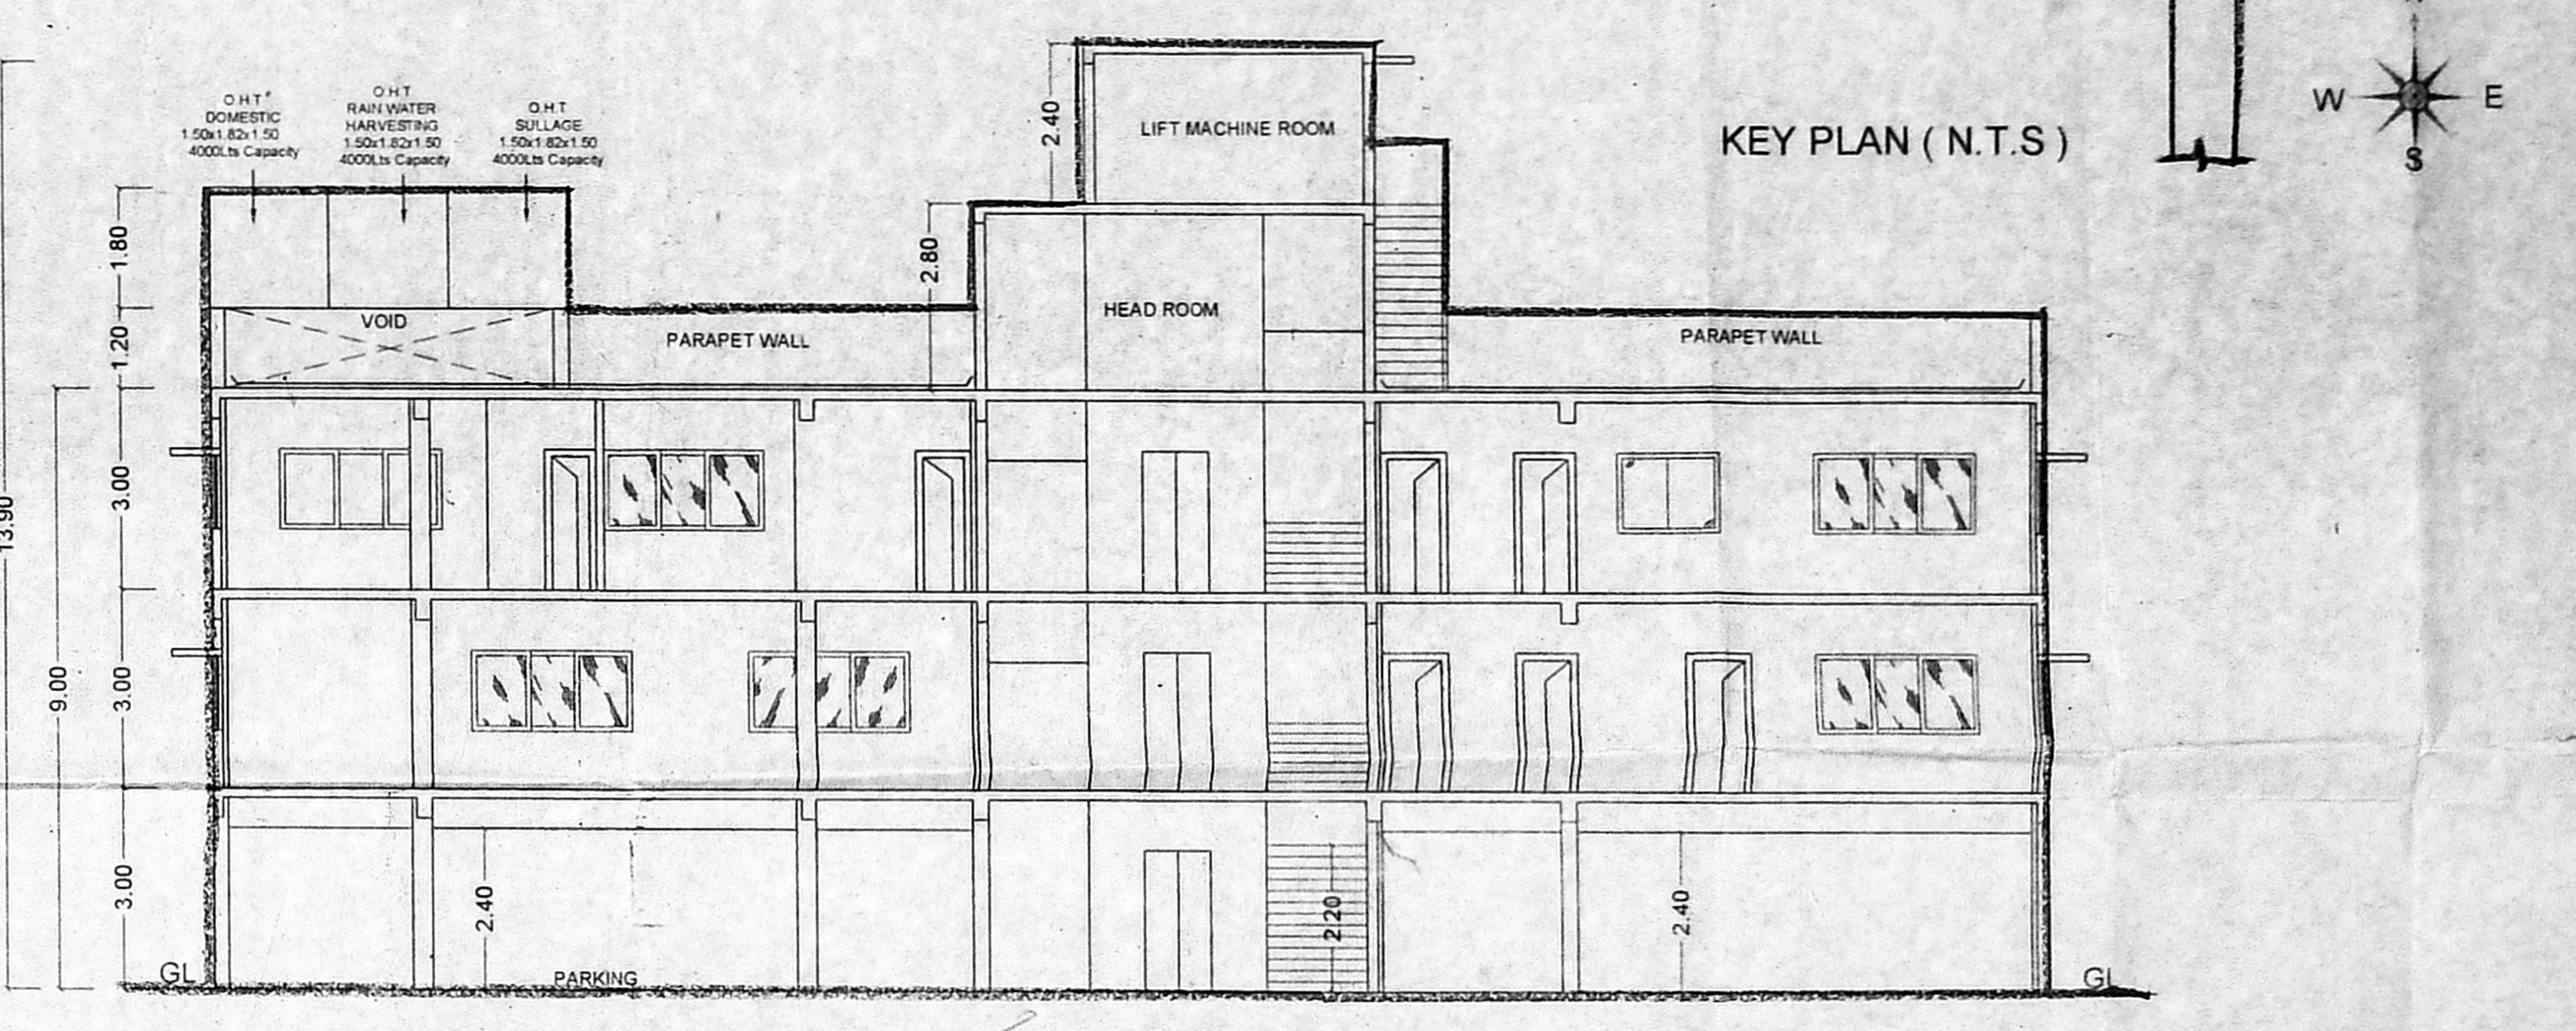 O.H.T
DOMESTIC
1.50x1.82x1.50
4000Lts Capacity
O.H.T
RAIN WATER
HARVESTING
1.50x1.82x1.50
4000Lts Capacity
O.H.T
SULLAGE
1.50x1.82x1.50
4000Lts Capacity
2.40
LIFT MACHINE ROOM
KEY PLAN ( N.T.S )
W
E
S
1.80
2.80
HEAD ROOM
VOID
1.20
PARAPET WALL
PARAPET WALL
3.00
13.90
9.00
3.00
3.00
2.40
2.20
2.40
GL
PARKING
GL